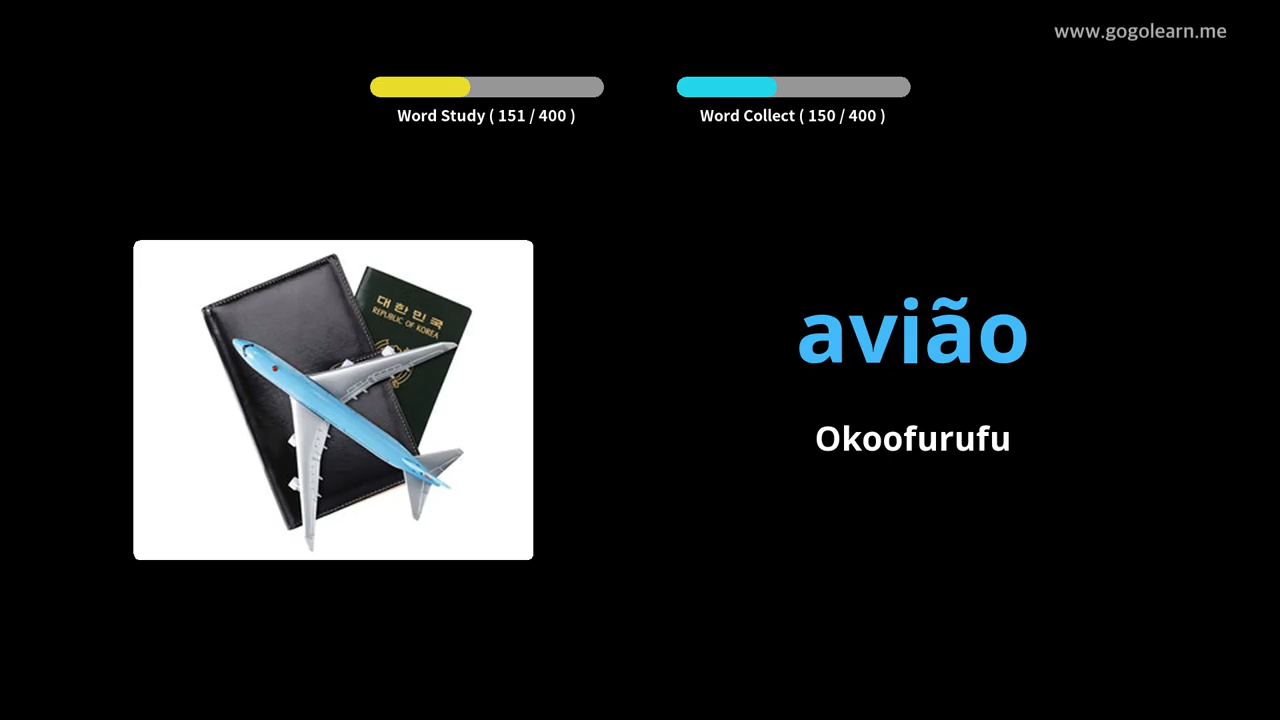 www.gogolearn.me
Word Study ( 151 / 400 )
Word Collect ( 150 / 400 )
대한민국
REPUBLIC OF KOREA
avião
Okoofurufu